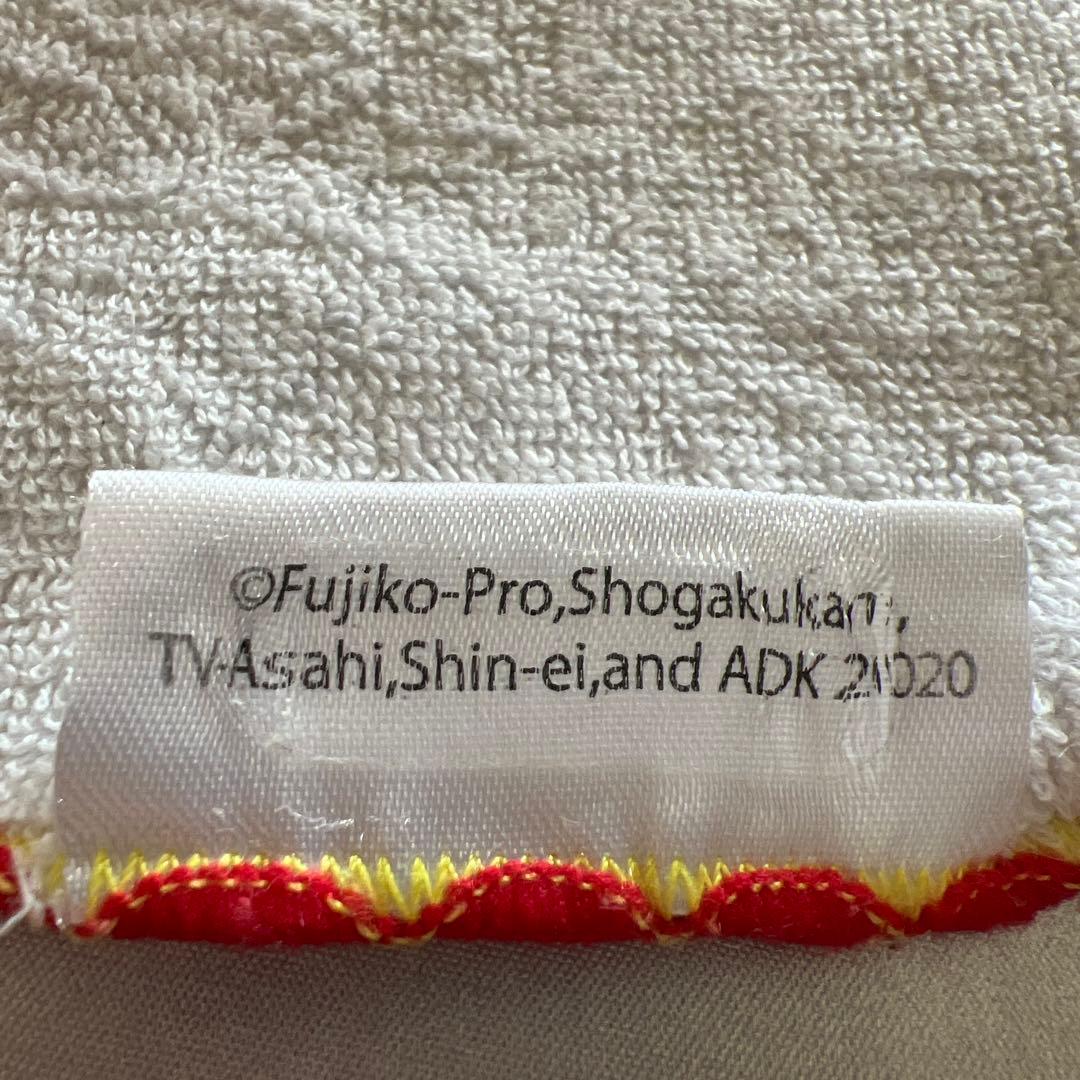 ©Fujiko-Pro,Shogakukan,
TV-Asahi,Shin-ei,and ADK 2020